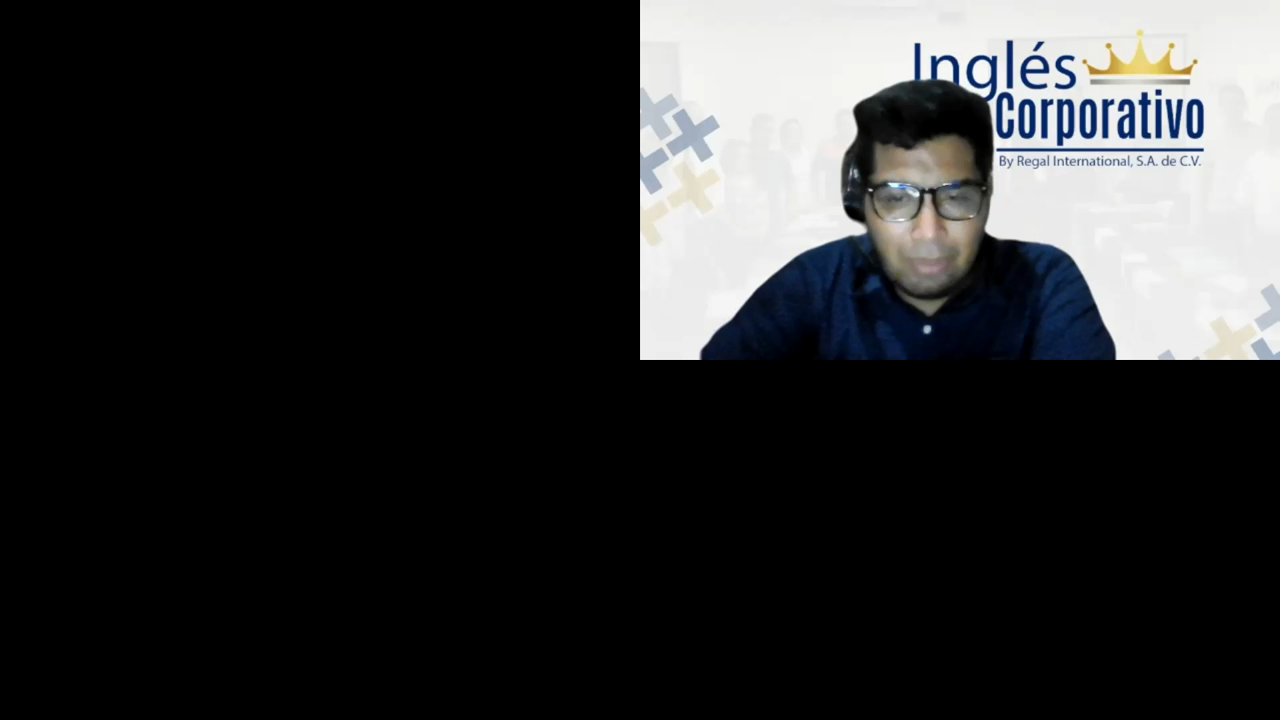 Inglés
Corporativo
By Regal International, S.A. de C.V.